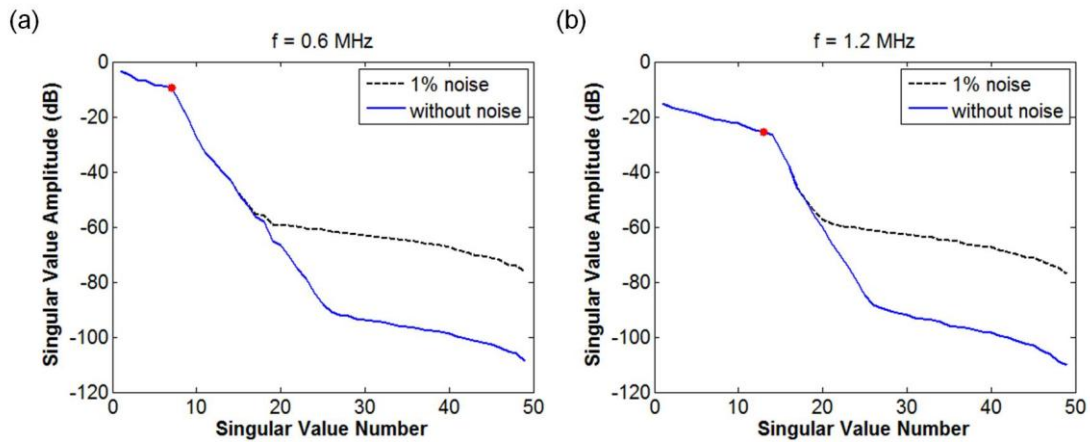 (a)
f = 0.6 MHz
Singular Value Amplitude (dB)
0
-20
-40
-60
-80
-100
-120
1% noise
without noise
0 10 20 30 40 50
Singular Value Number
(b)
f = 1.2 MHz
Singular Value Amplitude (dB)
0
-20
-40
-60
-80
-100
-120
1% noise
without noise
0 10 20 30 40 50
Singular Value Number